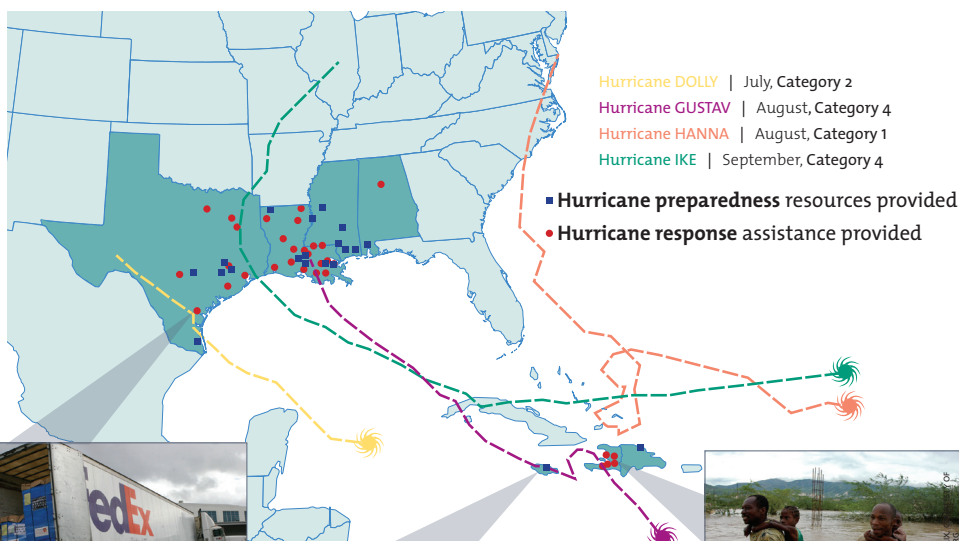 Hurricane DOLLY | July, Category 2
Hurricane GUSTAV | August, Category 4
Hurricane HANNA | August, Category 1
Hurricane IKE | September, Category 4
Hurricane preparedness resources provided
Hurricane response assistance provided
FedEx